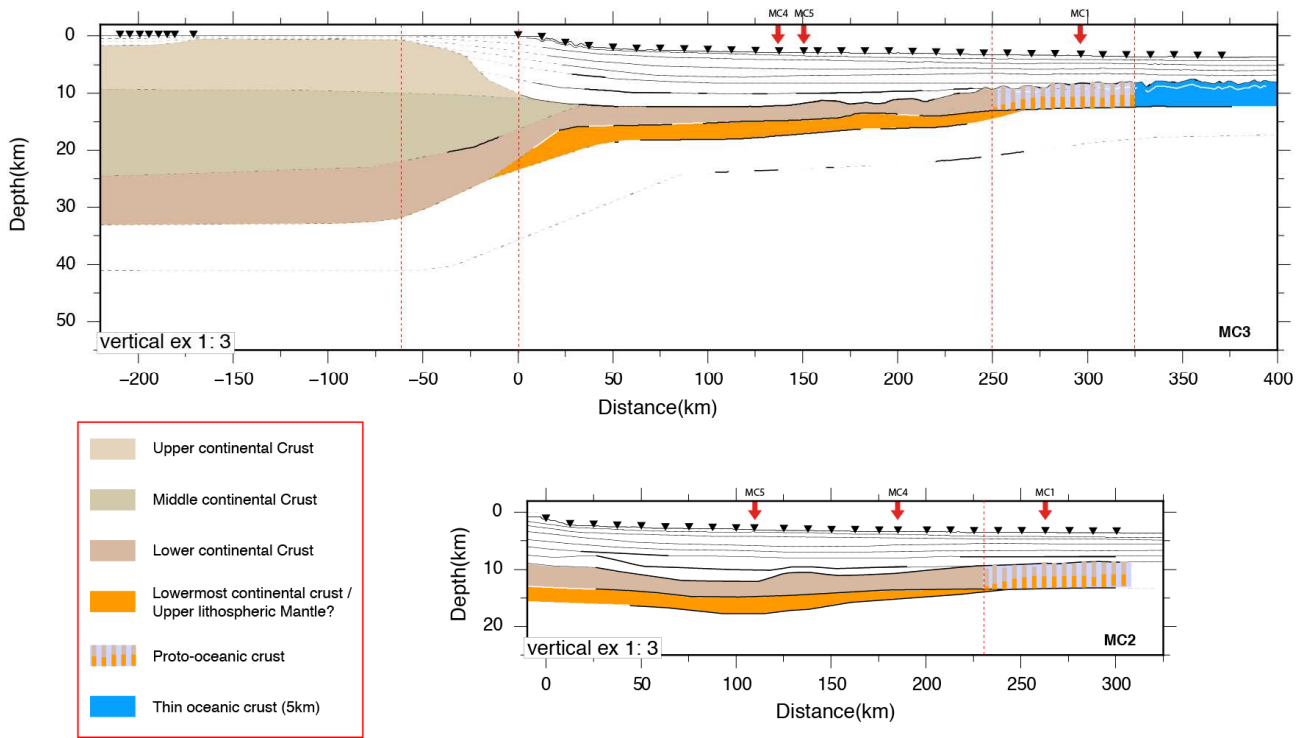 MC4 MC5 MC1
0
10
20
30
40
50
Depth(km)
vertical ex 1: 3
MC3
−200 −150 −100 −50 0 50 100 150 200 250 300 350 400
Distance(km)
Upper continental Crust
Middle continental Crust
Lower continental Crust
Lowermost continental crust /
Upper lithospheric Mantle?
Proto-oceanic crust
Thin oceanic crust (5km)
MC5 MC4 MC1
0
10
20
Depth(km)
vertical ex 1: 3
MC2
0 50 100 150 200 250 300
Distance(km)